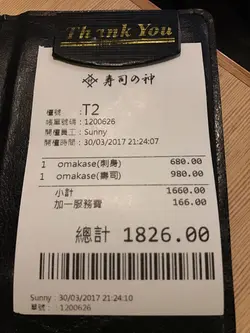 Thank You
寿司の神
檯號 :T2
帳單號碼 :1200626
開檯員工 :Sunny
開檯時間 :30/03/2017 21:24:07
1 omakase(刺身) 680.00
1 omakase(壽司) 980.00
小計 1660.00
加一服務費 166.00
總計 1826.00
Sunny :30/03/2017 21:24:10
單號 :1200626